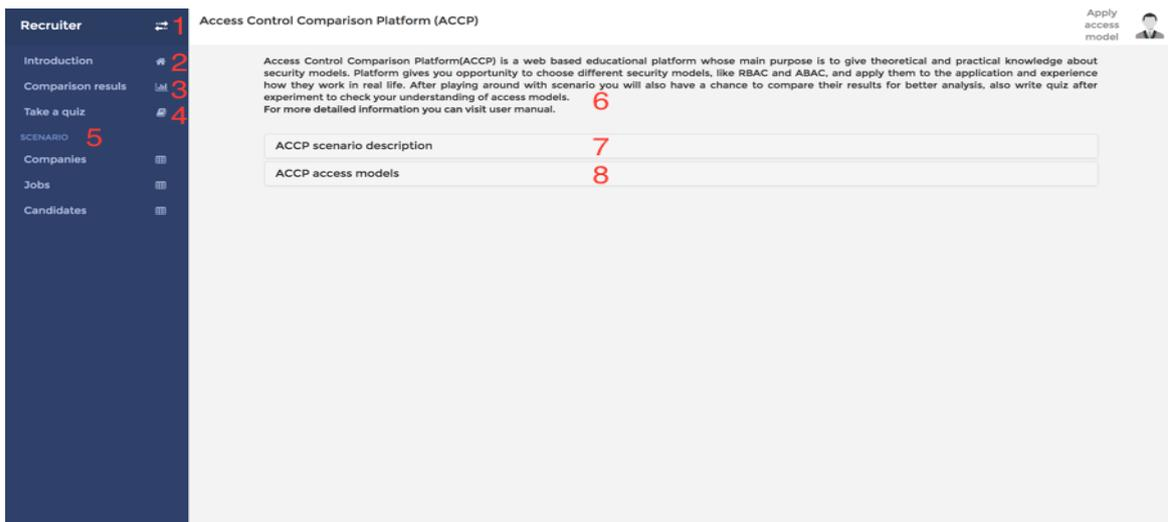 Recruiter 1
Access Control Comparison Platform (ACCP)
Apply
access
model
Introduction 2
Comparison resuls 3
Take a quiz 4
SCENARIO 5
Companies
Jobs
Candidates
Access Control Comparison Platform(ACCP) is a web based educational platform whose main purpose is to give theoretical and practical knowledge about
security models. Platform gives you opportunity to choose different security models, like RBAC and ABAC, and apply them to the application and experience
how they work in real life. After playing around with scenario you will also have a chance to compare their results for better analysis, also write quiz after
experiment to check your understanding of access models.
6
For more detailed information you can visit user manual.
ACCP scenario description 7
ACCP access models 8